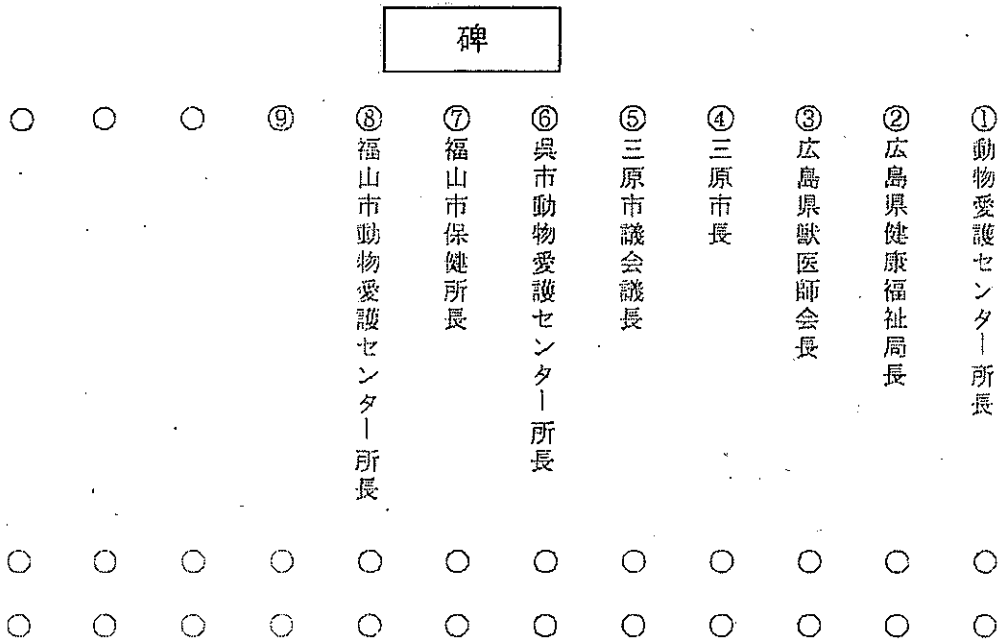 碑
①動物愛護センター所長
②広島県健康福祉局長
③広島県獣医師会長
④三原市長
⑤三原市議会議長
⑥呉市動物愛護センター所長
⑦福山市保健所長
⑧福山市動物愛護センター所長
⑨